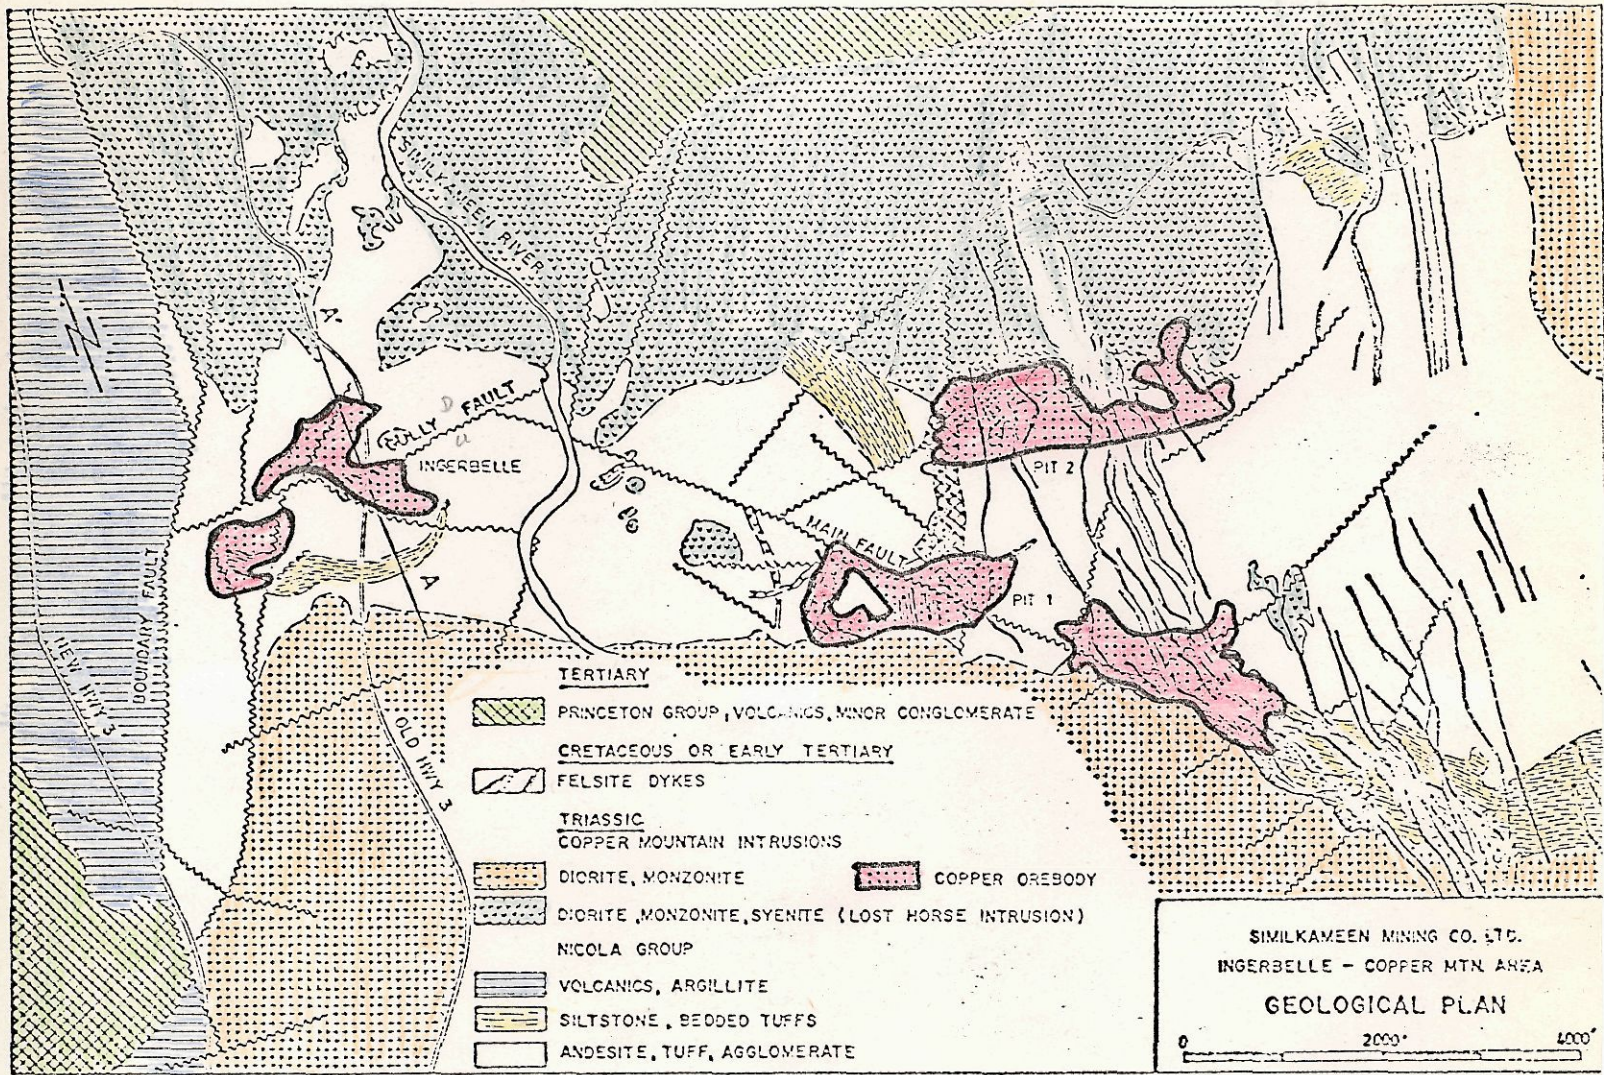 SIMILKAMEEN RIVER
A'
GULLY FAULT
D
U
INGERBELLE
A
MAIN FAULT
PIT 2
PIT 1
BOUNDARY FAULT
NEW HWY 3
OLD HWY 3
TERTIARY
PRINCETON GROUP, VOLCANICS, MINOR CONGLOMERATE
CRETACEOUS OR EARLY TERTIARY
FELSITE DYKES
TRIASSIC
COPPER MOUNTAIN INTRUSIONS
DIORITE, MONZONITE
COPPER OREBODY
DIORITE, MONZONITE, SYENITE (LOST HORSE INTRUSION)
NICOLA GROUP
VOLCANICS, ARGILLITE
SILTSTONE, BEDDED TUFFS
ANDESITE, TUFF, AGGLOMERATE
SIMILKAMEEN MINING CO. LTD.
INGERBELLE - COPPER MTN. AREA
GEOLOGICAL PLAN
0 2000' 4000'